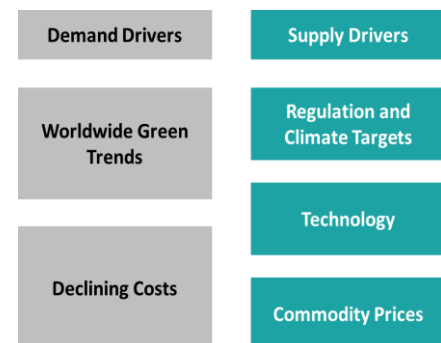 Demand Drivers
Supply Drivers
Worldwide Green
Trends
Regulation and
Climate Targets
Technology
Declining Costs
Commodity Prices